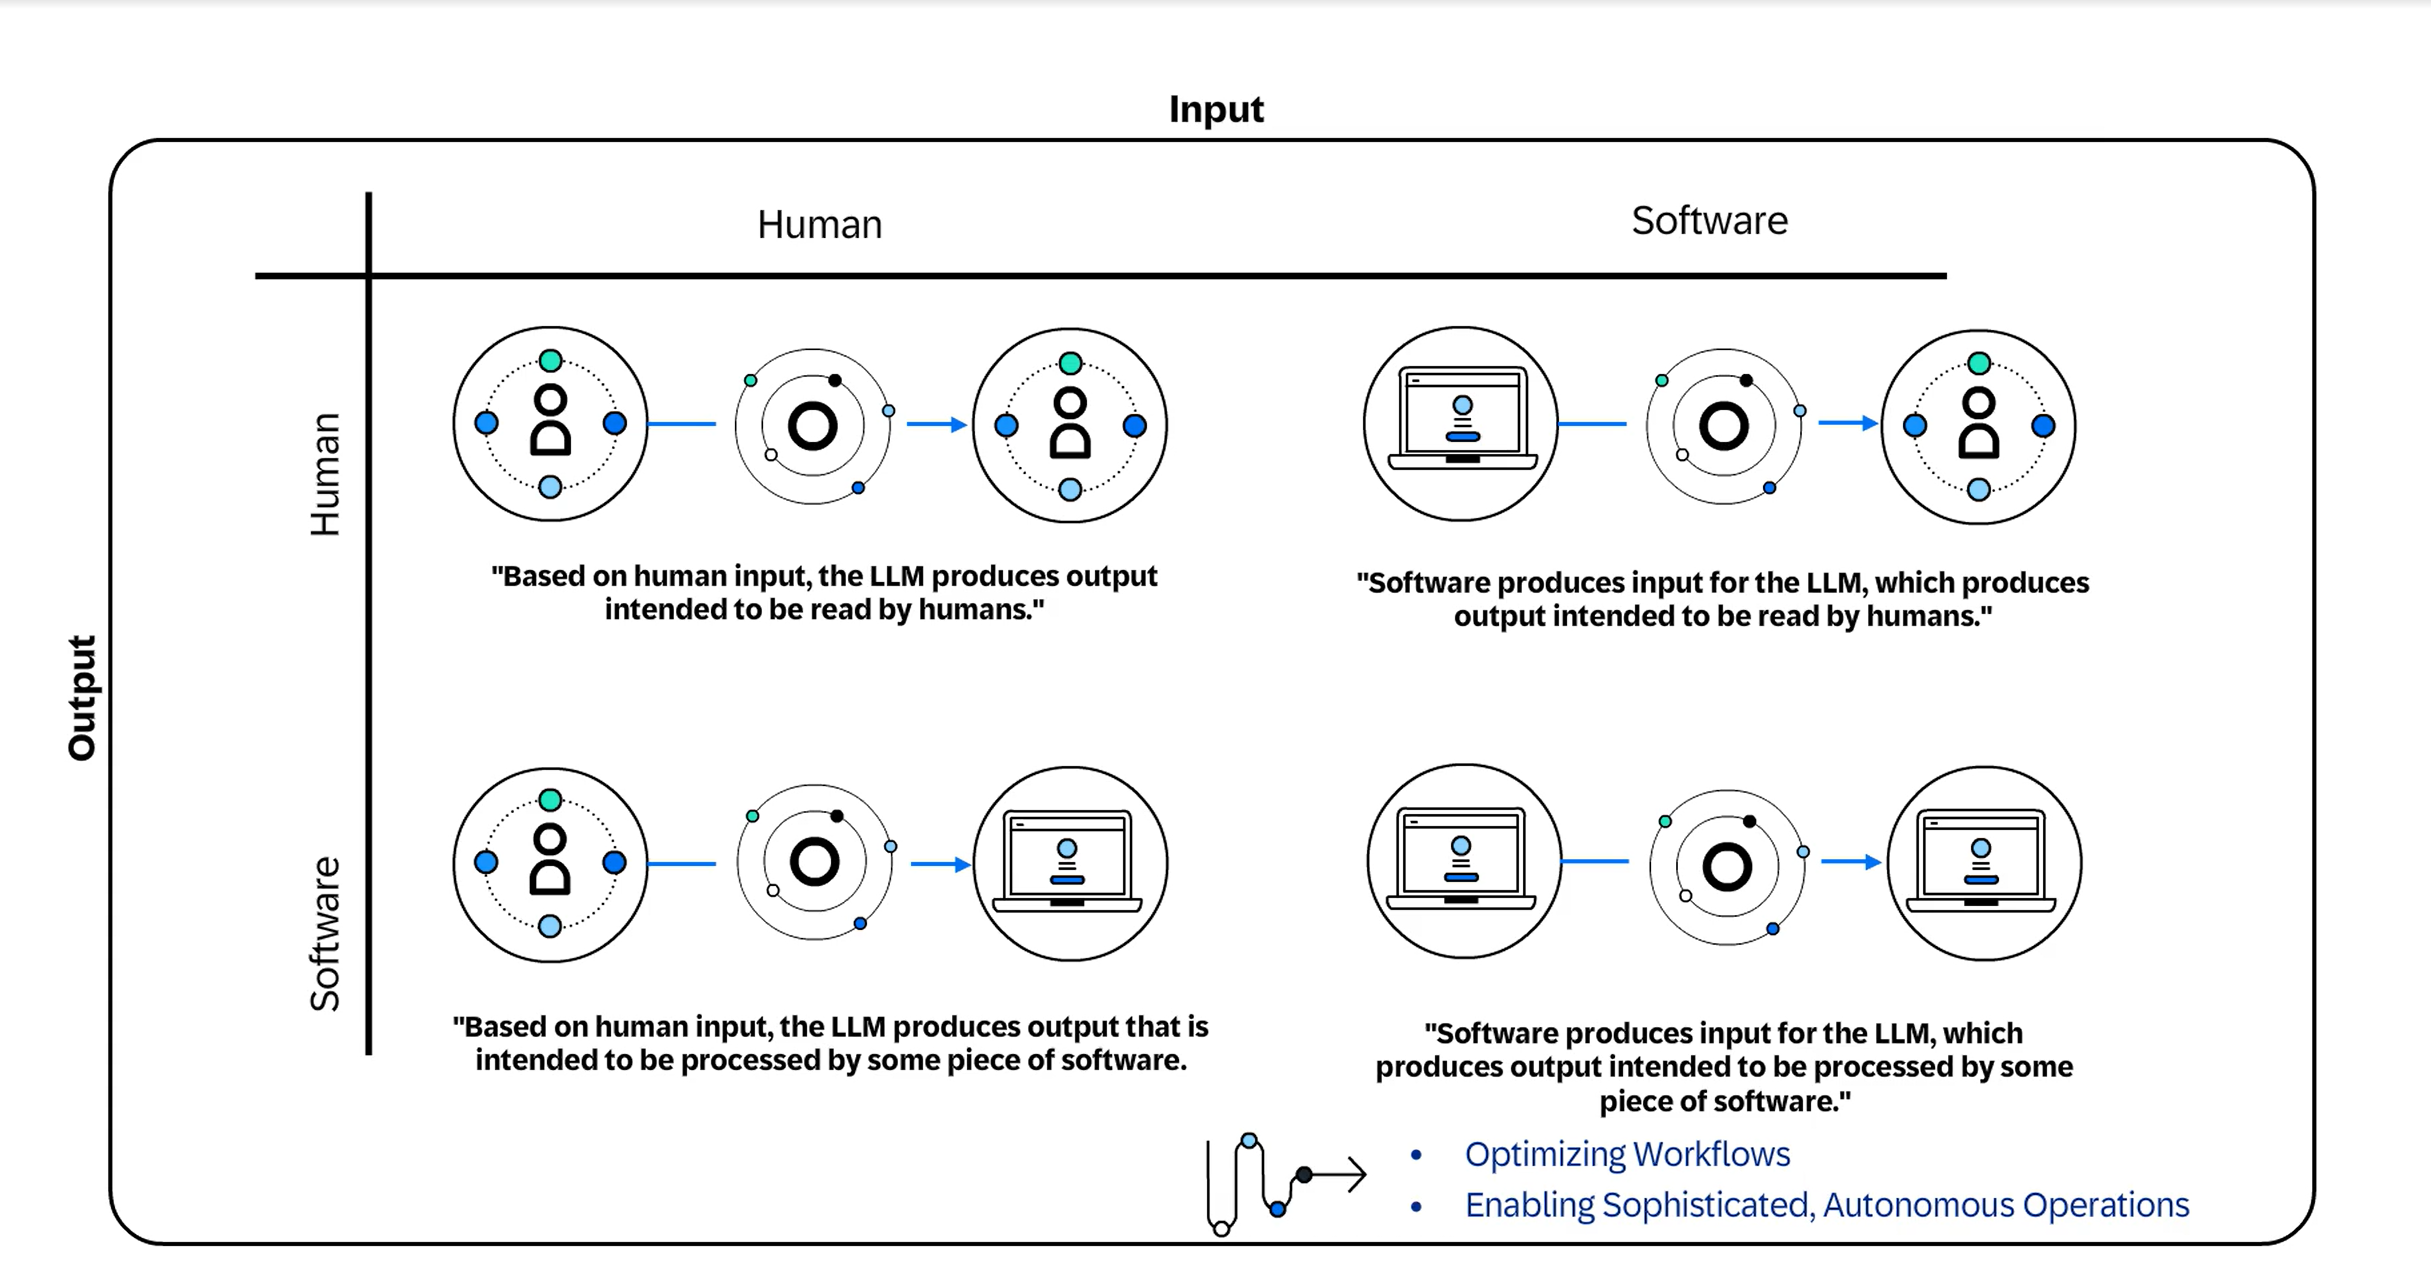 Input
Human
Software
Human
"Based on human input, the LLM produces output
intended to be read by humans."
"Software produces input for the LLM, which produces
output intended to be read by humans."
Output
Software
"Based on human input, the LLM produces output that is
intended to be processed by some piece of software.
"Software produces input for the LLM, which
produces output intended to be processed by some
piece of software."
• Optimizing Workflows
• Enabling Sophisticated, Autonomous Operations